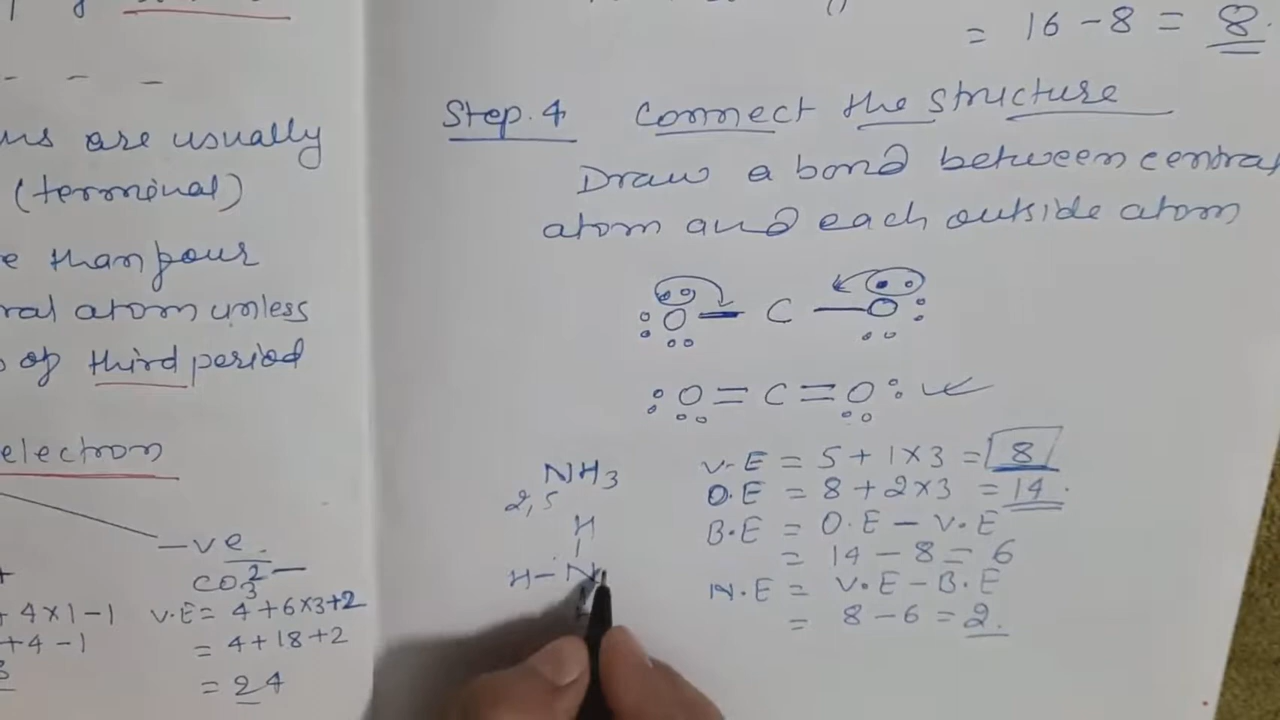 = 16 - 8 = 8.
ns are usually
(terminal)
e than four
ral atom unless
of third period
electron
-ve
CO3^2-
4×1-1
+4-1
V.E = 4+6×3+2
= 4+18+2
= 24
Step.4 Connect the structure
Draw a bond between central
atom and each outside atom
O — C — O
:O = C = O:
NH3
2,5
H
H-N
V.E = 5+1×3 = 8
O.E = 8+2×3 = 14.
B.E = O.E - V.E
= 14 - 8 = 6
N.E = V.E - B.E
= 8 - 6 = 2.